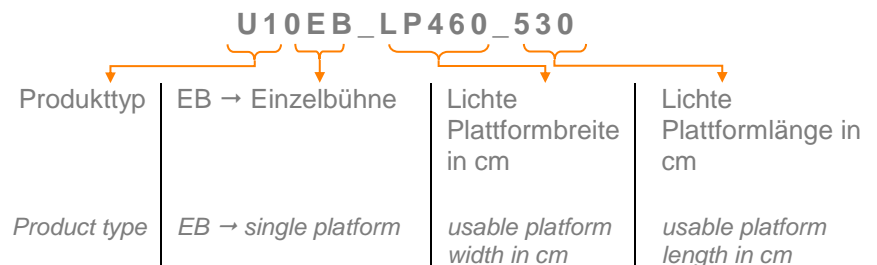 U10EB_LP460_530
Produkttyp
EB → Einzelbühne
Lichte
Plattformbreite
in cm
Lichte
Plattformlänge in
cm
Product type
EB → single platform
usable platform
width in cm
usable platform
length in cm